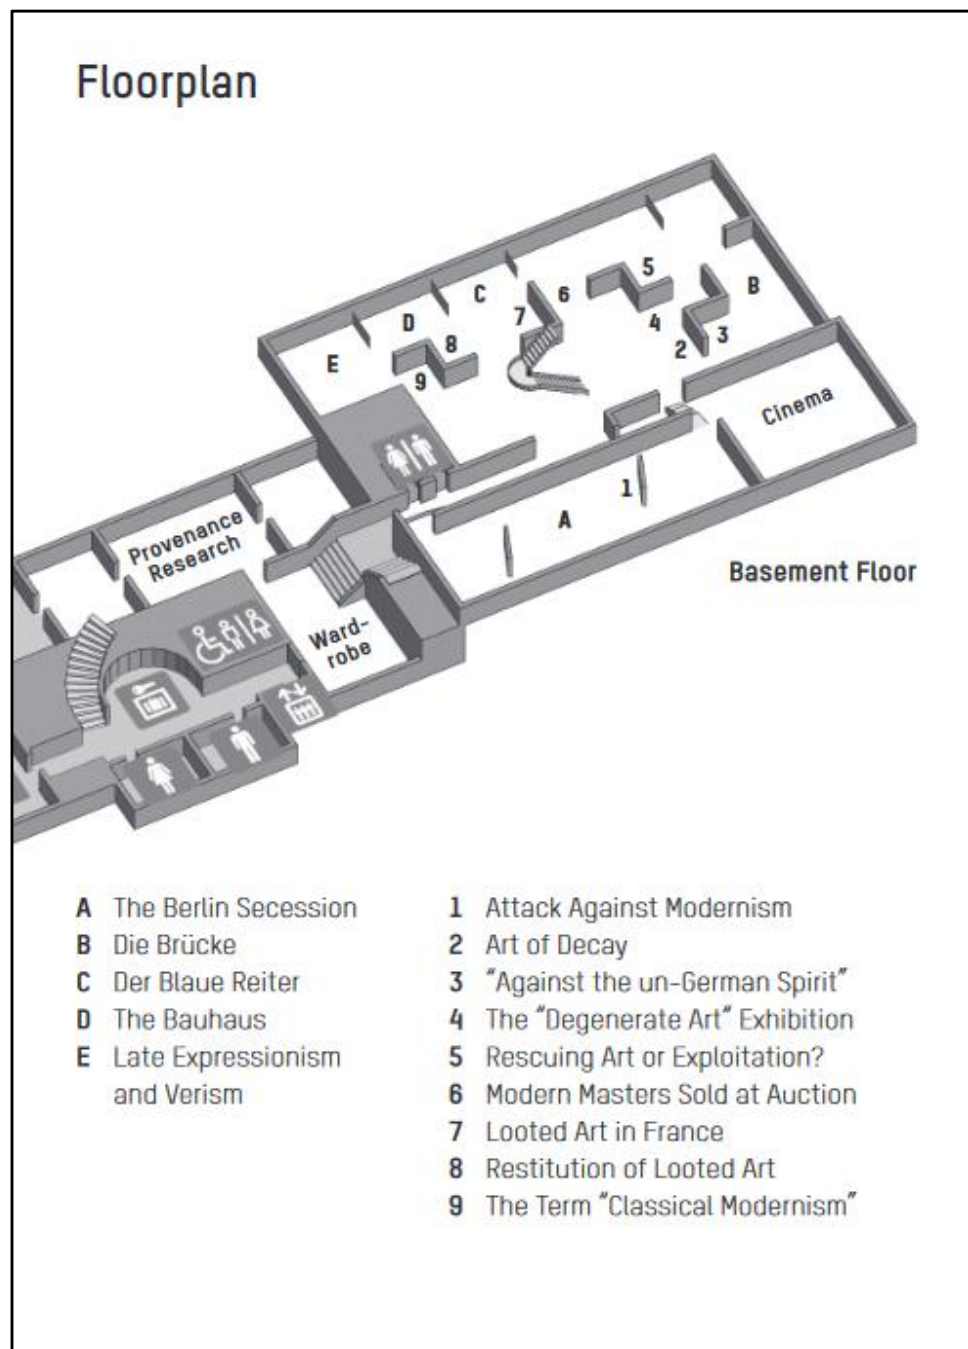 Floorplan
5
B
C
6
D
7
4
3
8
2
E
9
Cinema
1
A
Provenance
Research
Basement Floor
Ward-
robe
A The Berlin Secession
B Die Brücke
C Der Blaue Reiter
D The Bauhaus
E Late Expressionism
and Verism
1 Attack Against Modernism
2 Art of Decay
3 "Against the un-German Spirit"
4 The "Degenerate Art" Exhibition
5 Rescuing Art or Exploitation?
6 Modern Masters Sold at Auction
7 Looted Art in France
8 Restitution of Looted Art
9 The Term "Classical Modernism"